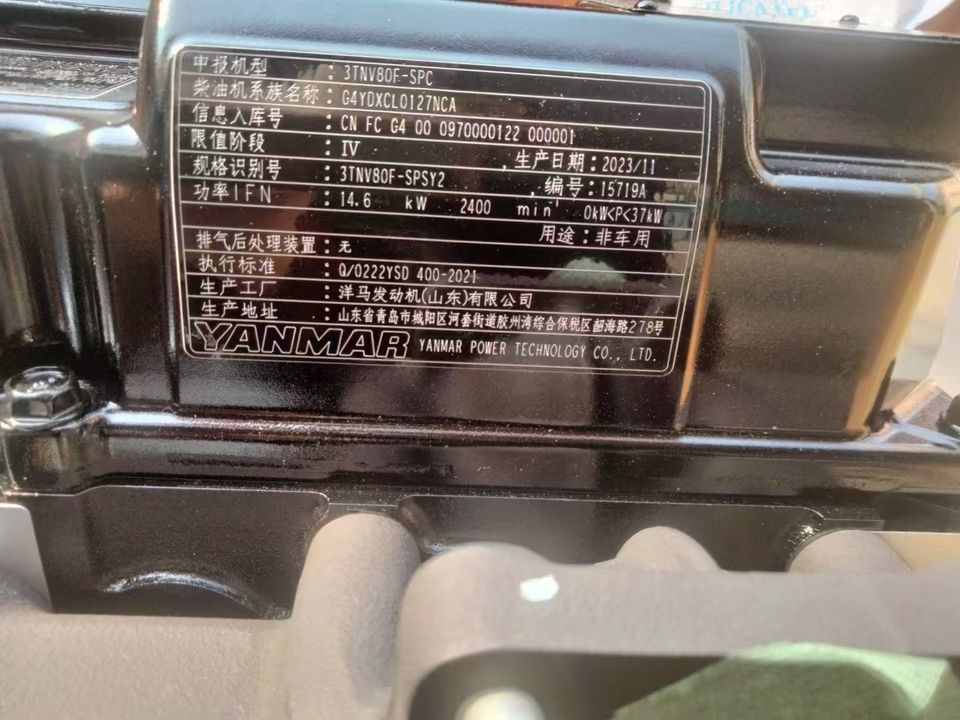 申报机型 : 3TNV80F-SPC
柴油机系族名称 : G4YDXCL0127NCA
信息入库号 : CN FC G4 00 0970000122 000001
限值阶段 : IV 生产日期 : 2023/11
规格识别号 : 3TNV80F-SPSY2 编号 : 15719A
功率IFN : 14.6 kW 2400 min⁻¹ 0kW<P<37kW
用途 : 非车用
排气后处理装置 : 无
执行标准 : Q/0222YSD 400-2021
生产工厂 : 洋马发动机(山东)有限公司
生产地址 : 山东省青岛市城阳区河套街道胶州湾综合保税区韶海路278号
YANMAR YANMAR POWER TECHNOLOGY CO., LTD.